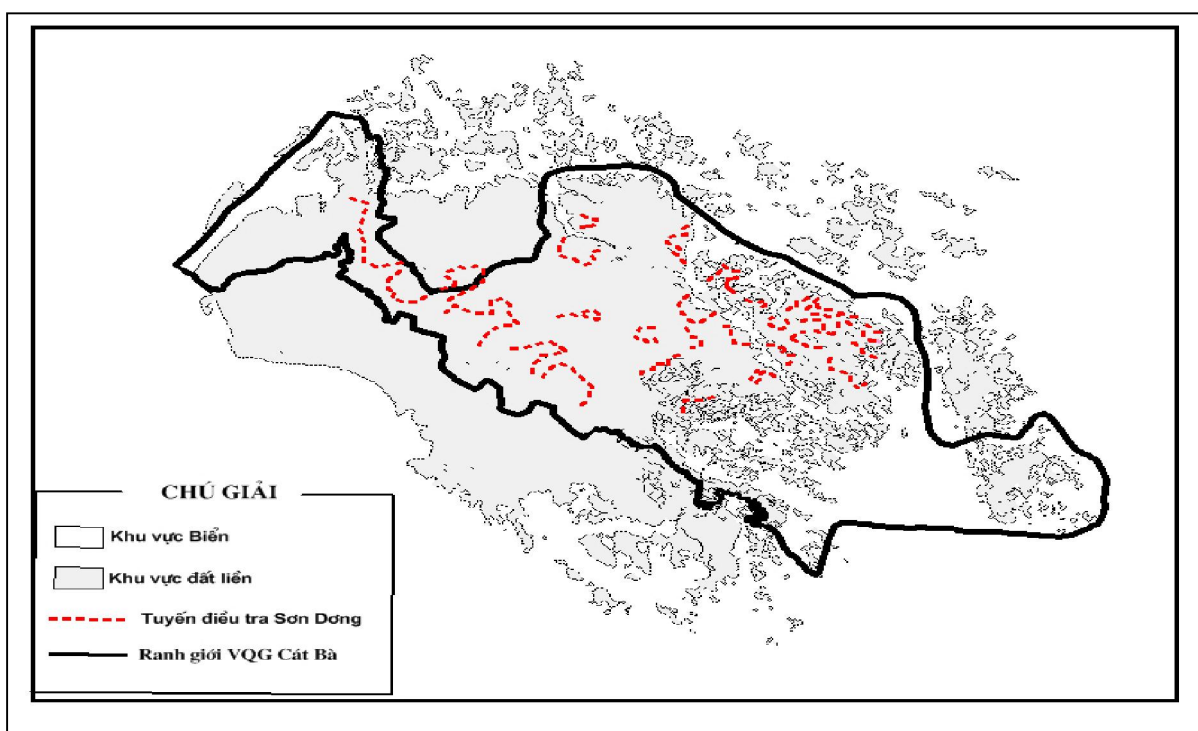 CHÚ GIẢI
Khu vực Biển
Khu vực đất liền
Tuyến điều tra Sơn Dơng
Ranh giới VQG Cát Bà